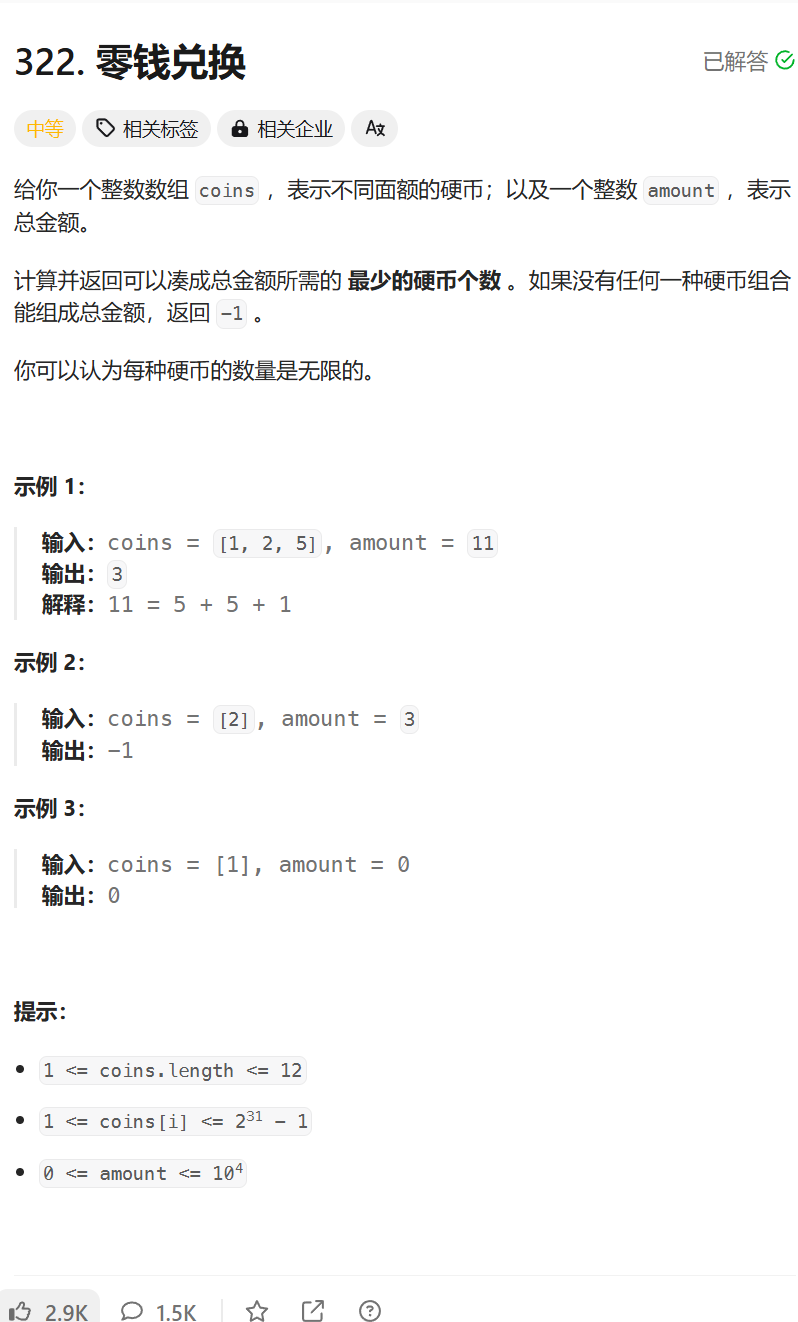 322. 零钱兑换
已解答
中等 相关标签 相关企业
给你一个整数数组 coins ，表示不同面额的硬币；以及一个整数 amount ，表示
总金额。
计算并返回可以凑成总金额所需的 最少的硬币个数 。如果没有任何一种硬币组合
能组成总金额，返回 -1 。
你可以认为每种硬币的数量是无限的。
示例 1：
输入：coins = [1, 2, 5], amount = 11
输出：3
解释：11 = 5 + 5 + 1
示例 2：
输入：coins = [2], amount = 3
输出：-1
示例 3：
输入：coins = [1], amount = 0
输出：0
提示：
1 <= coins.length <= 12
1 <= coins[i] <= 2³¹ - 1
0 <= amount <= 10⁴
2.9K 1.5K